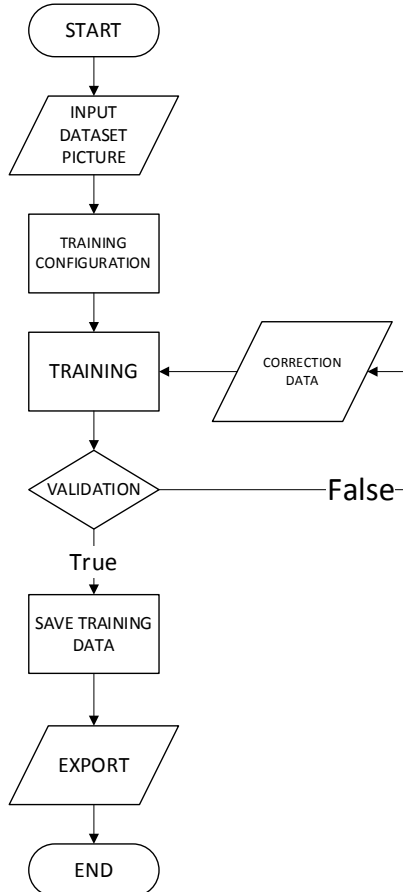 START
INPUT
DATASET
PICTURE
TRAINING
CONFIGURATION
TRAINING
CORRECTION
DATA
VALIDATION
False
True
SAVE TRAINING
DATA
EXPORT
END